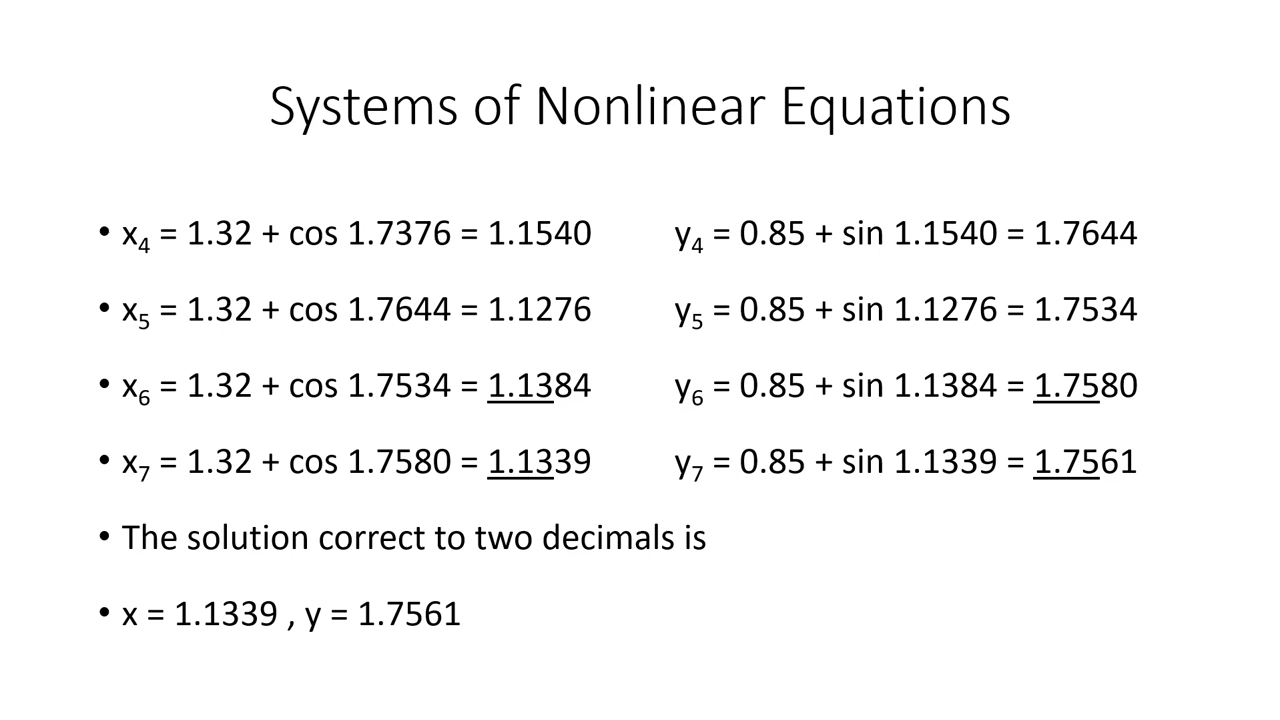 Systems of Nonlinear Equations
• x₄ = 1.32 + cos 1.7376 = 1.1540 y₄ = 0.85 + sin 1.1540 = 1.7644
• x₅ = 1.32 + cos 1.7644 = 1.1276 y₅ = 0.85 + sin 1.1276 = 1.7534
• x₆ = 1.32 + cos 1.7534 = 1.1384 y₆ = 0.85 + sin 1.1384 = 1.7580
• x₇ = 1.32 + cos 1.7580 = 1.1339 y₇ = 0.85 + sin 1.1339 = 1.7561
• The solution correct to two decimals is
• x = 1.1339 , y = 1.7561